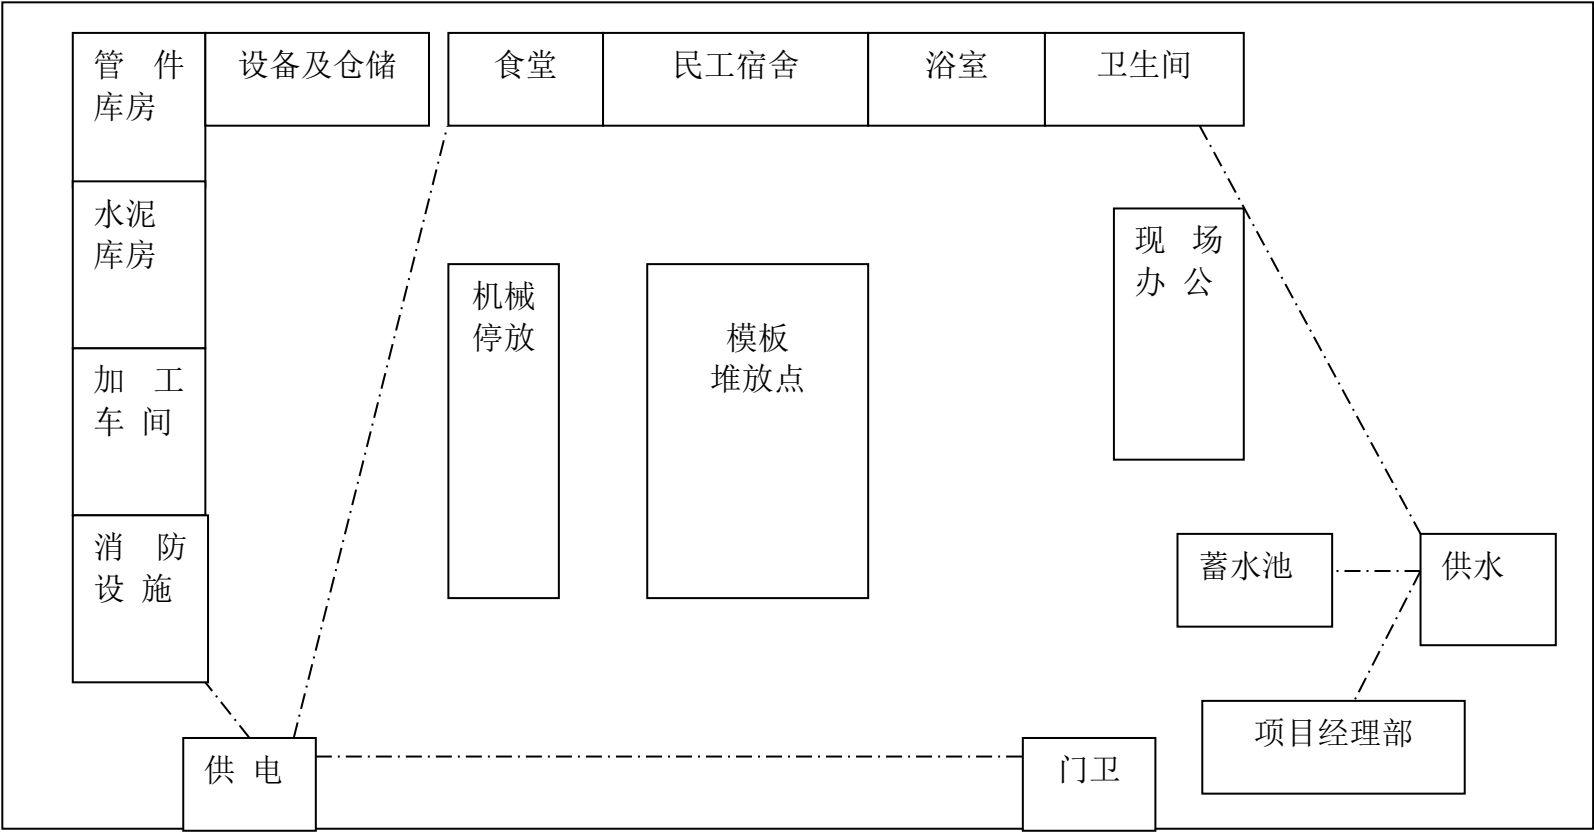 管 件
库房
设备及仓储
食堂
民工宿舍
浴室
卫生间
水泥
库房
现 场
办 公
机械
停放
模板
堆放点
加 工
车 间
消 防
设 施
蓄水池
供水
项目经理部
供 电
门卫